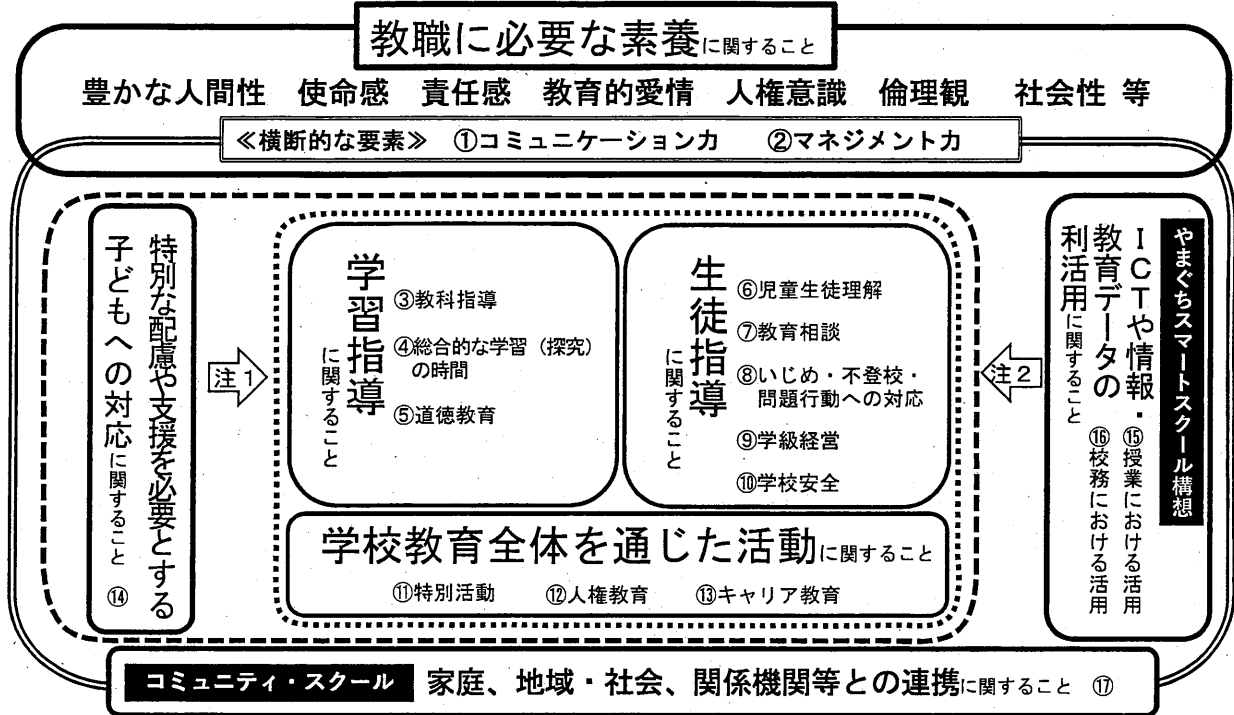 教職に必要な素養に関すること
豊かな人間性 使命感 責任感 教育的愛情 人権意識 倫理観 社会性 等
≪横断的な要素≫ ①コミュニケーション力 ②マネジメント力
特別な配慮や支援を必要とする
子どもへの対応に関すること ⑭
注1
学習指導
に関すること
③教科指導
④総合的な学習（探究）
の時間
⑤道徳教育
生徒指導
に関すること
⑥児童生徒理解
⑦教育相談
⑧いじめ・不登校・
問題行動への対応
⑨学級経営
⑩学校安全
注2
やまぐちスマートスクール構想
ICTや情報・
教育データの
利活用に関すること
⑮授業における活用
⑯校務における活用
学校教育全体を通じた活動に関すること
⑪特別活動 ⑫人権教育 ⑬キャリア教育
コミュニティ・スクール 家庭、地域・社会、関係機関等との連携に関すること ⑰